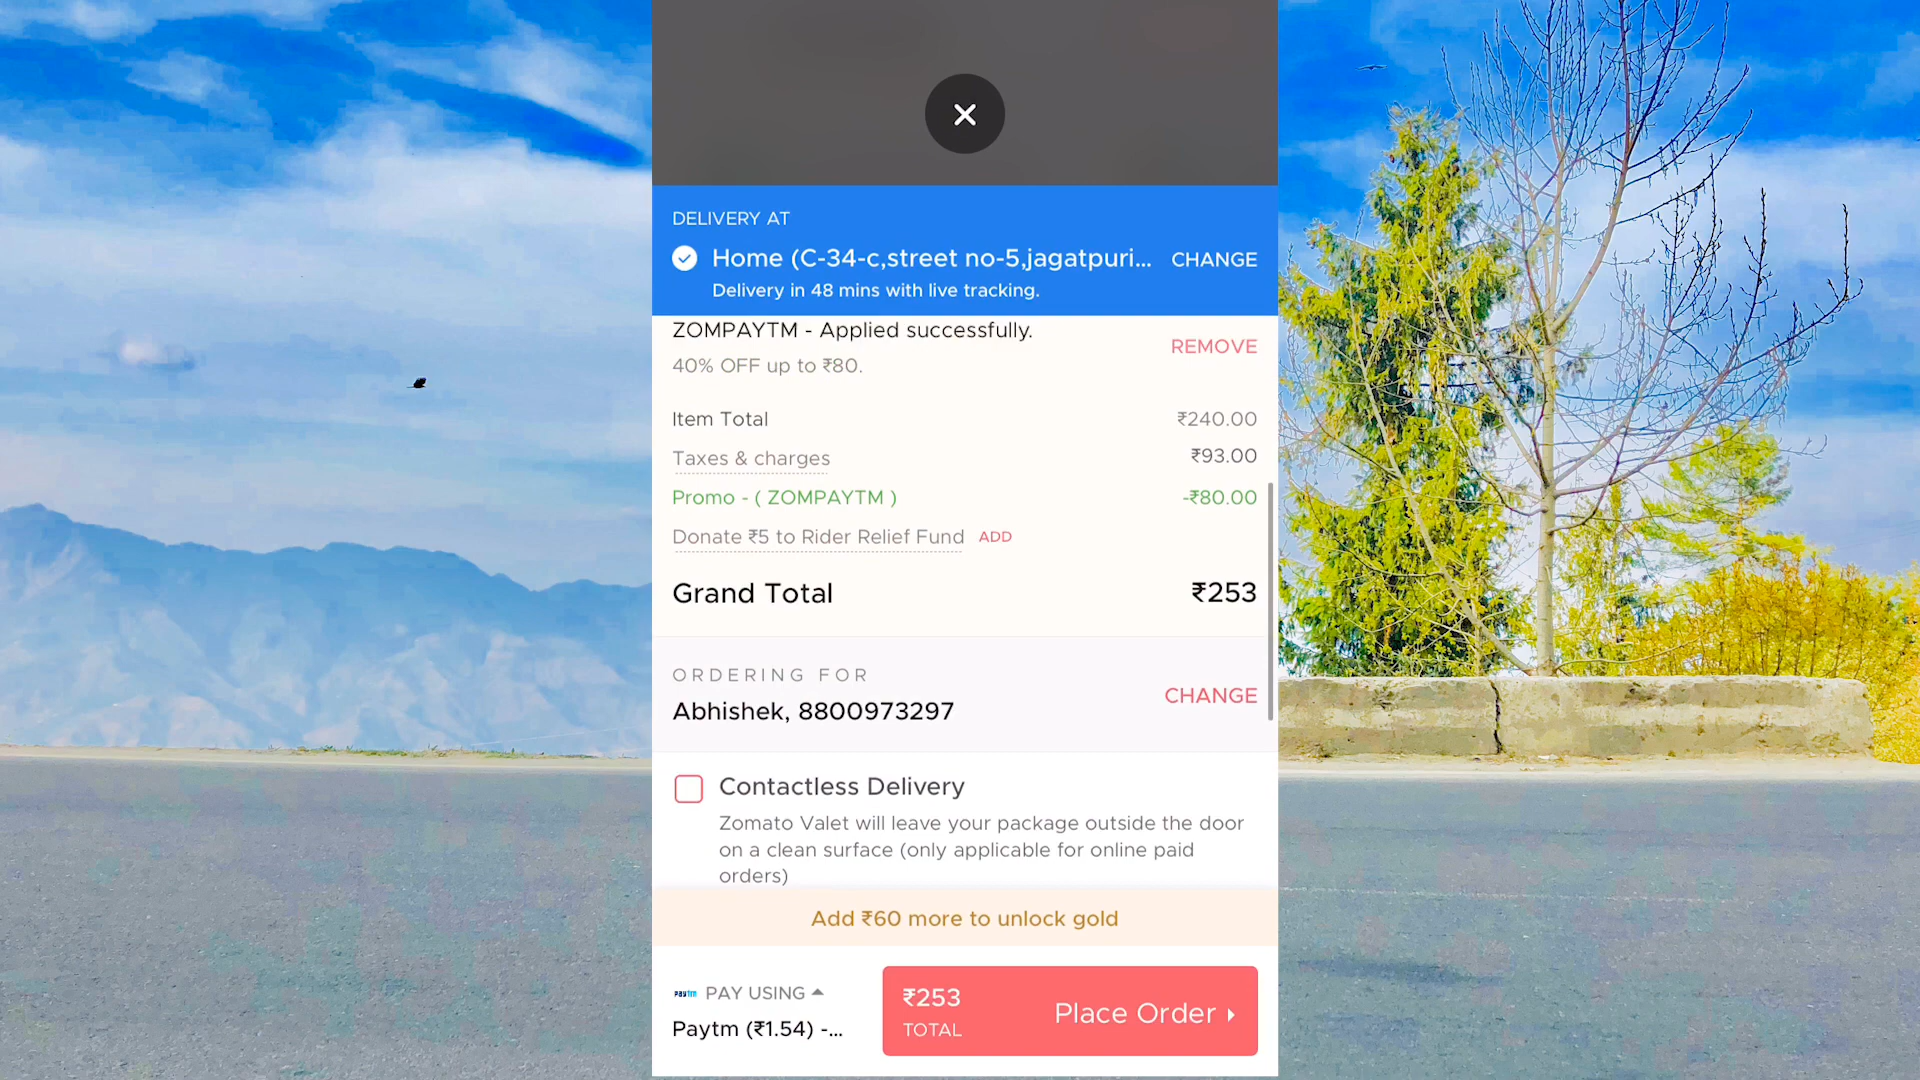 DELIVERY AT
Home (C-34-c,street no-5,jagatpuri... CHANGE
Delivery in 48 mins with live tracking.
ZOMPAYTM - Applied successfully.
REMOVE
40% OFF up to ₹80.
Item Total ₹240.00
Taxes & charges ₹93.00
Promo - ( ZOMPAYTM ) -₹80.00
Donate ₹5 to Rider Relief Fund ADD
Grand Total ₹253
ORDERING FOR
Abhishek, 8800973297 CHANGE
Contactless Delivery
Zomato Valet will leave your package outside the door
on a clean surface (only applicable for online paid
orders)
Add ₹60 more to unlock gold
paytm PAY USING
Paytm (₹1.54) -...
₹253
TOTAL
Place Order